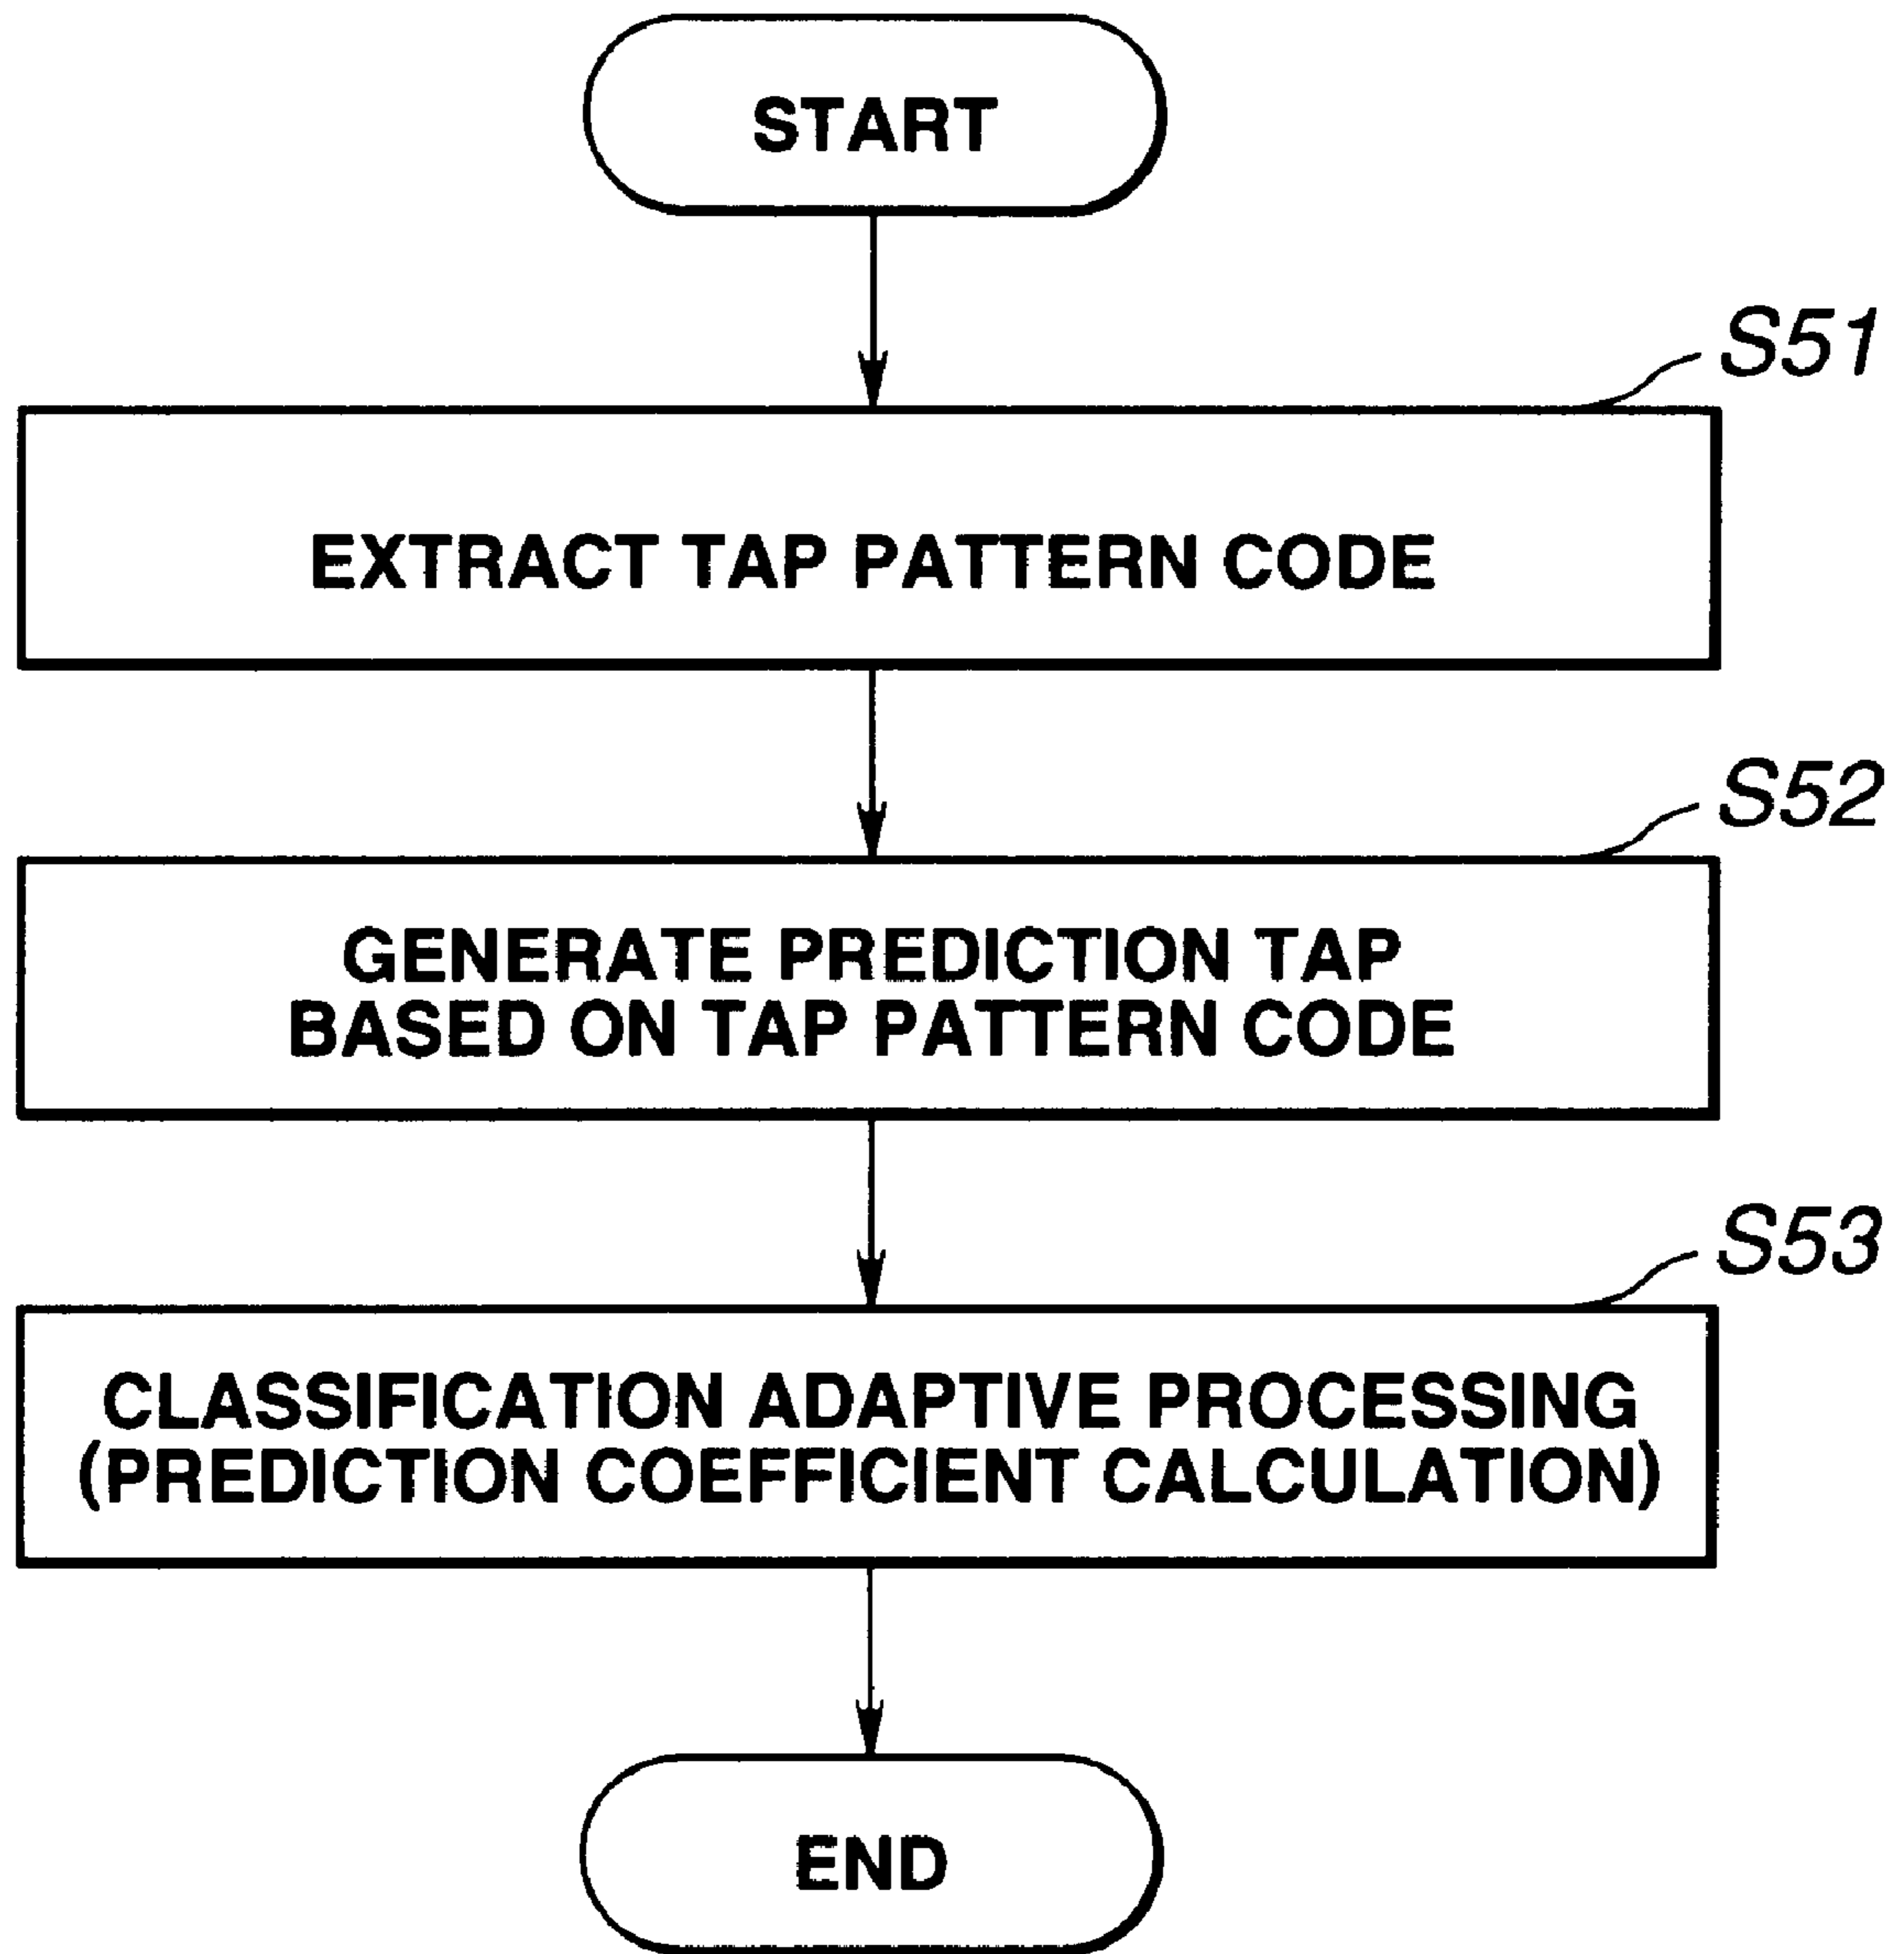 START
S51
EXTRACT TAP PATTERN CODE
S52
GENERATE PREDICTION TAP
BASED ON TAP PATTERN CODE
S53
CLASSIFICATION ADAPTIVE PROCESSING
(PREDICTION COEFFICIENT CALCULATION)
END